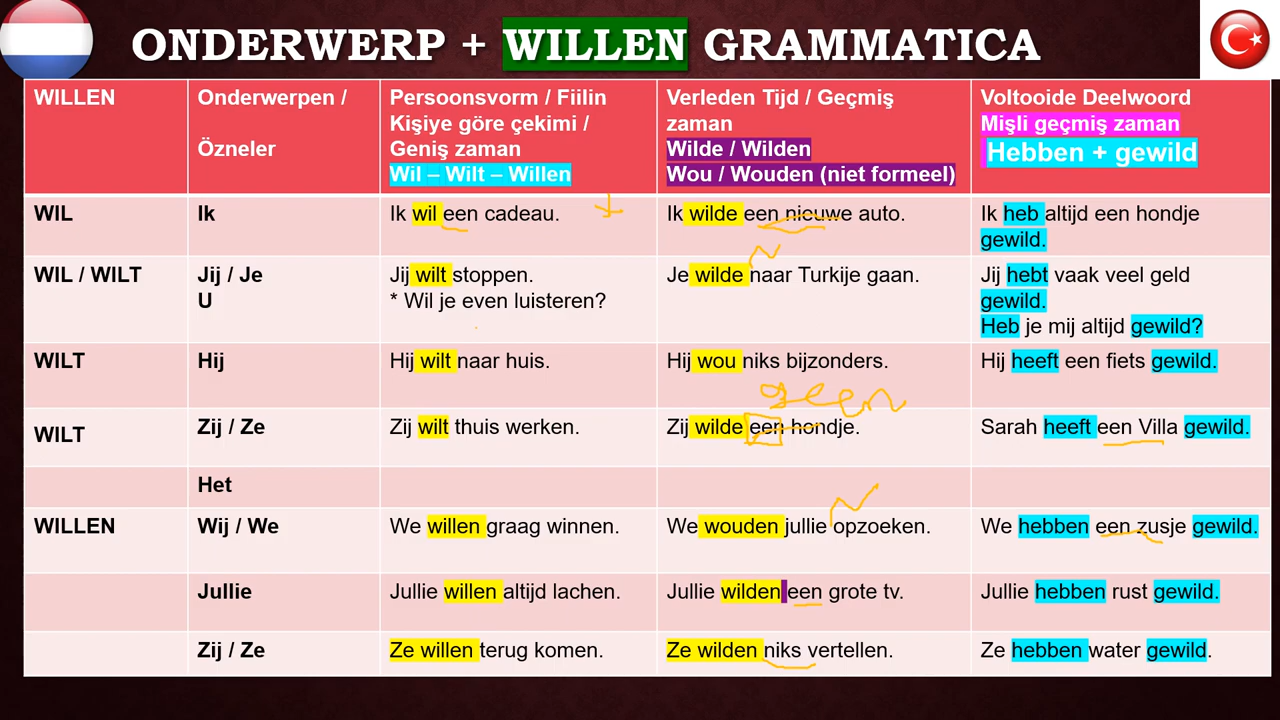 ONDERWERP + WILLEN GRAMMATICA
WILLEN
Onderwerpen /
Özneler
Persoonsvorm / Fiilin
Kişiye göre çekimi /
Geniş zaman
Wil – Wilt – Willen
Verleden Tijd / Geçmiş
zaman
Wilde / Wilden
Wou / Wouden (niet formeel)
Voltooide Deelwoord
Mişli geçmiş zaman
Hebben + gewild
WIL
Ik
Ik wil een cadeau.
Ik wilde een nieuwe auto.
Ik heb altijd een hondje
gewild.
WIL / WILT
Jij / Je
U
Jij wilt stoppen.
* Wil je even luisteren?
Je wilde naar Turkije gaan.
Jij hebt vaak veel geld
gewild.
Heb je mij altijd gewild?
WILT
Hij
Hij wilt naar huis.
Hij wou niks bijzonders.
Hij heeft een fiets gewild.
geen
WILT
Zij / Ze
Zij wilt thuis werken.
Zij wilde een hondje.
Sarah heeft een Villa gewild.
Het
WILLEN
Wij / We
We willen graag winnen.
We wouden jullie opzoeken.
We hebben een zusje gewild.
Jullie
Jullie willen altijd lachen.
Jullie wilden een grote tv.
Jullie hebben rust gewild.
Zij / Ze
Ze willen terug komen.
Ze wilden niks vertellen.
Ze hebben water gewild.